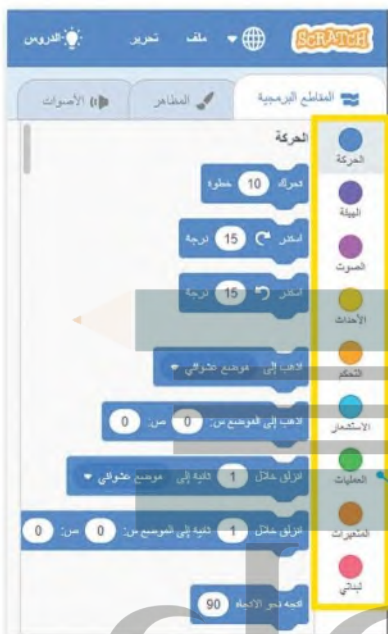 SCRATCH ملف تحرير الدروس
المقاطع البرمجية المظاهر الأصوات
الحركة
الهيئة
الصوت
الأحداث
التحكم
الاستشعار
العمليات
المتغيرات
لبناتي
الحركة
تحرك 10 خطوة
استدر 15 درجة
استدر 15 درجة
اذهب إلى موضع عشوائي
اذهب إلى الموضع س: 0 ص: 0
انزلق خلال 1 ثانية إلى موضع عشوائي
انزلق خلال 1 ثانية إلى الموضع س: 0 ص: 0
اتجه نحو الاتجاه 90